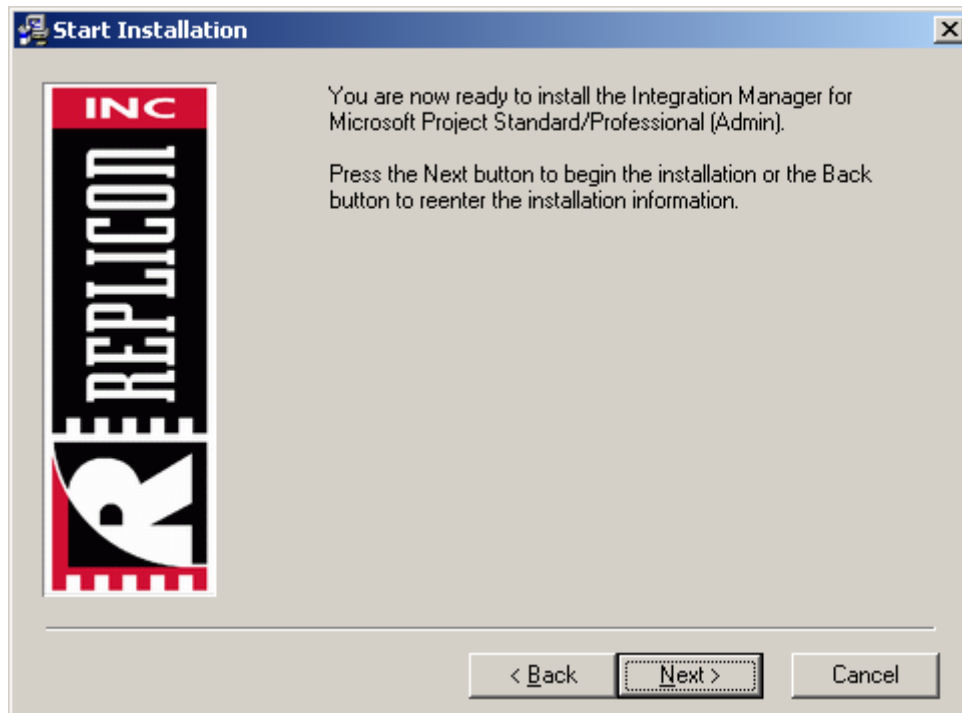 Start Installation
INC
REPLICON
R
You are now ready to install the Integration Manager for
Microsoft Project Standard/Professional (Admin).
Press the Next button to begin the installation or the Back
button to reenter the installation information.
< Back
Next >
Cancel